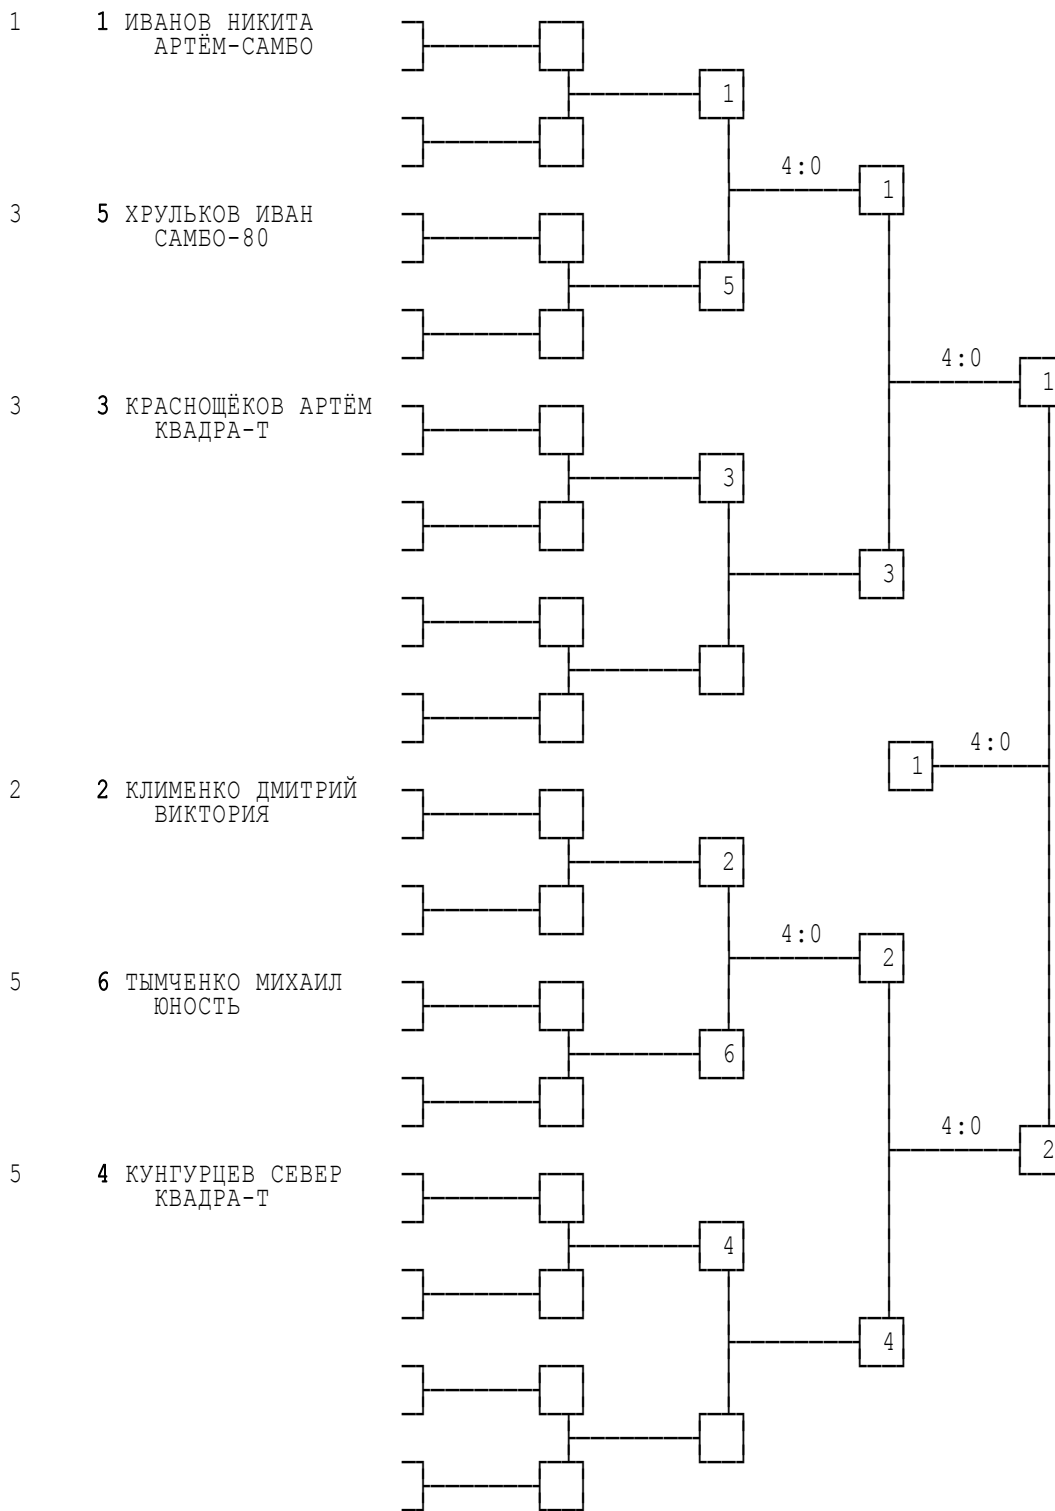 1 1 ИВАНОВ НИКИТА
АРТЁМ-САМБО
1
4:0
1
3 5 ХРУЛЬКОВ ИВАН
САМБО-80
5
4:0
1
3 3 КРАСНОЩЁКОВ АРТЁМ
КВАДРА-Т
3
3
4:0
1
2 2 КЛИМЕНКО ДМИТРИЙ
ВИКТОРИЯ
2
4:0
2
5 6 ТЫМЧЕНКО МИХАИЛ
ЮНОСТЬ
6
4:0
2
5 4 КУНГУРЦЕВ СЕВЕР
КВАДРА-Т
4
4